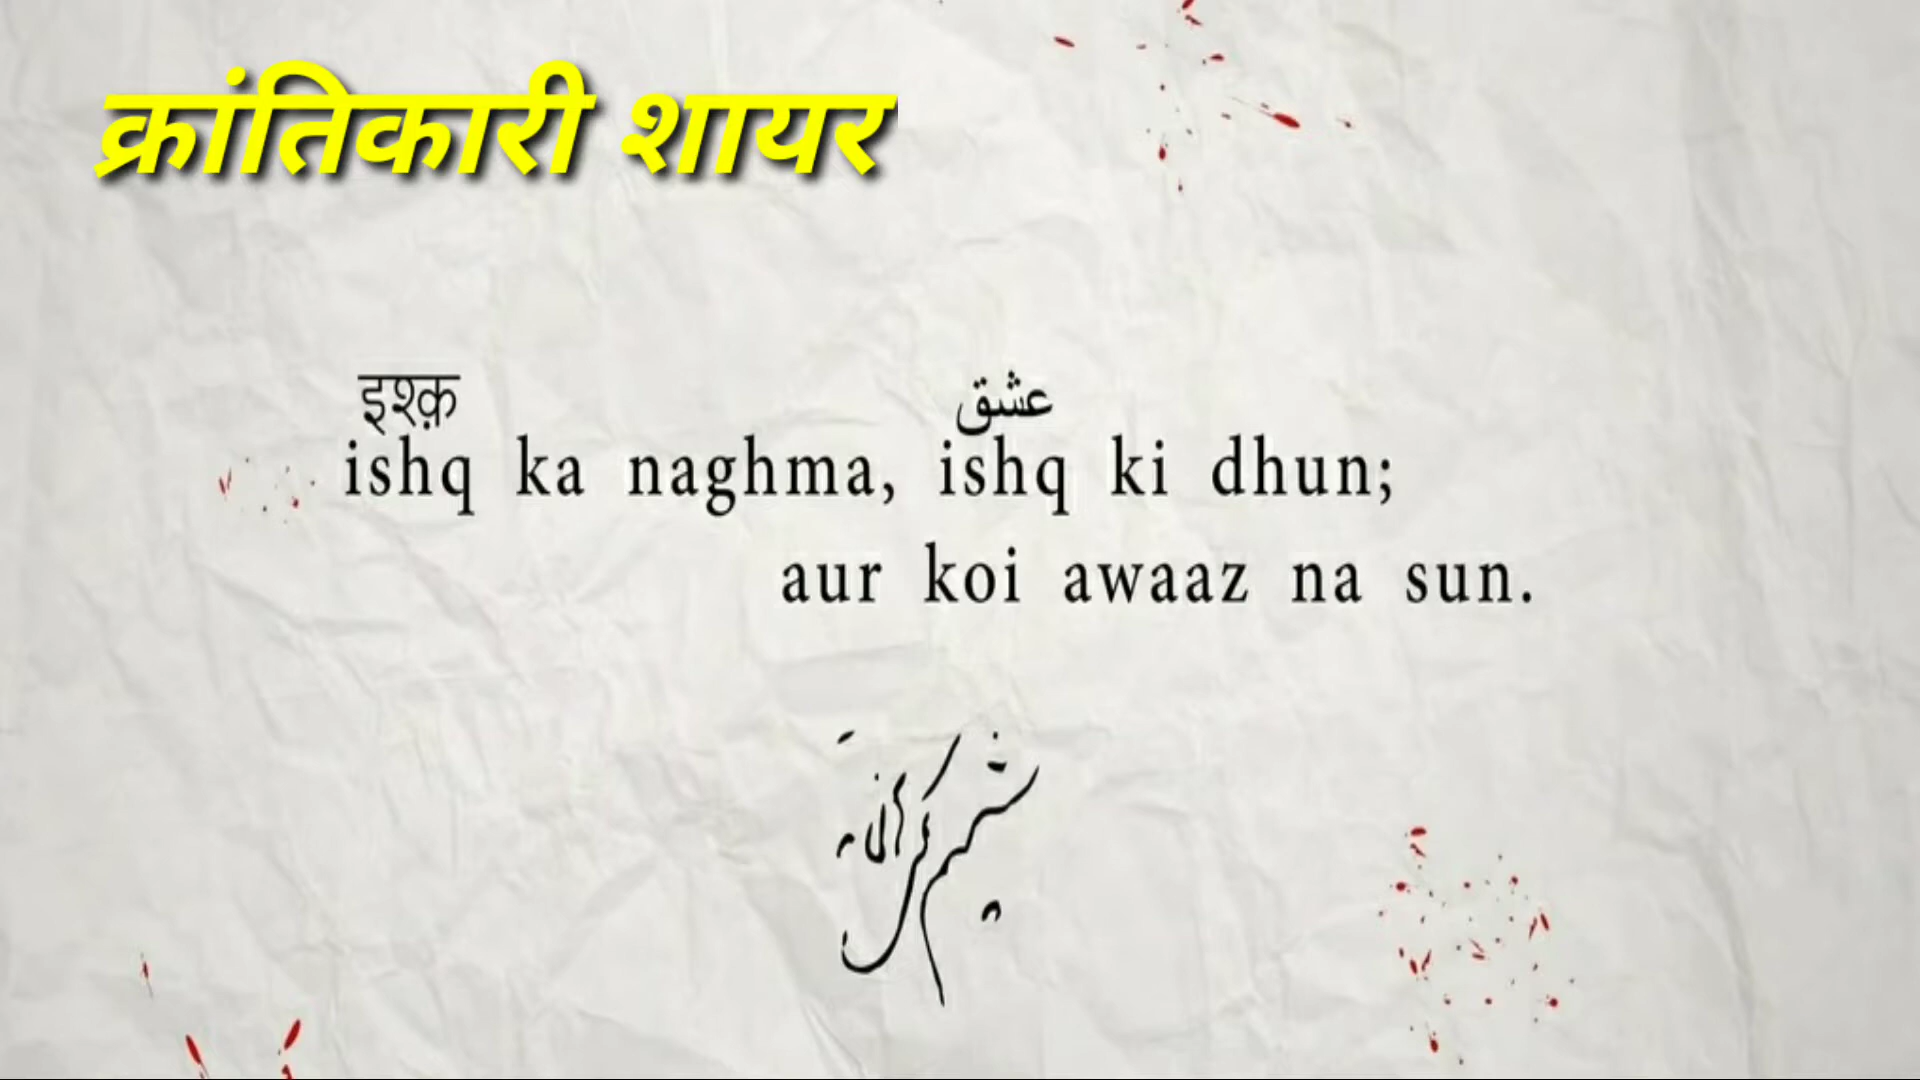 क्रांतिकारी शायर
इश्क़ عشق
ishq ka naghma, ishq ki dhun;
aur koi awaaz na sun.